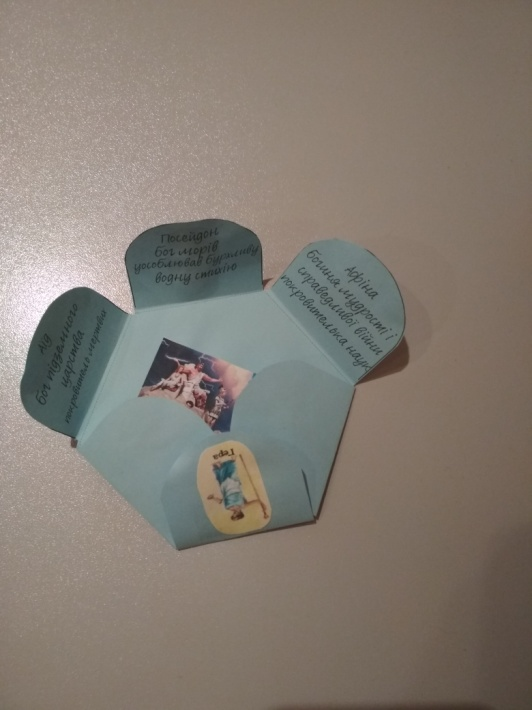 Посейдон
бог морів
уособлював бурхливу
водну стихію
Афіна
богиня мудрості і
справедливої війни
покровителька наук
Аїд
бог підземного
царства
покровитель мертвих
Гера